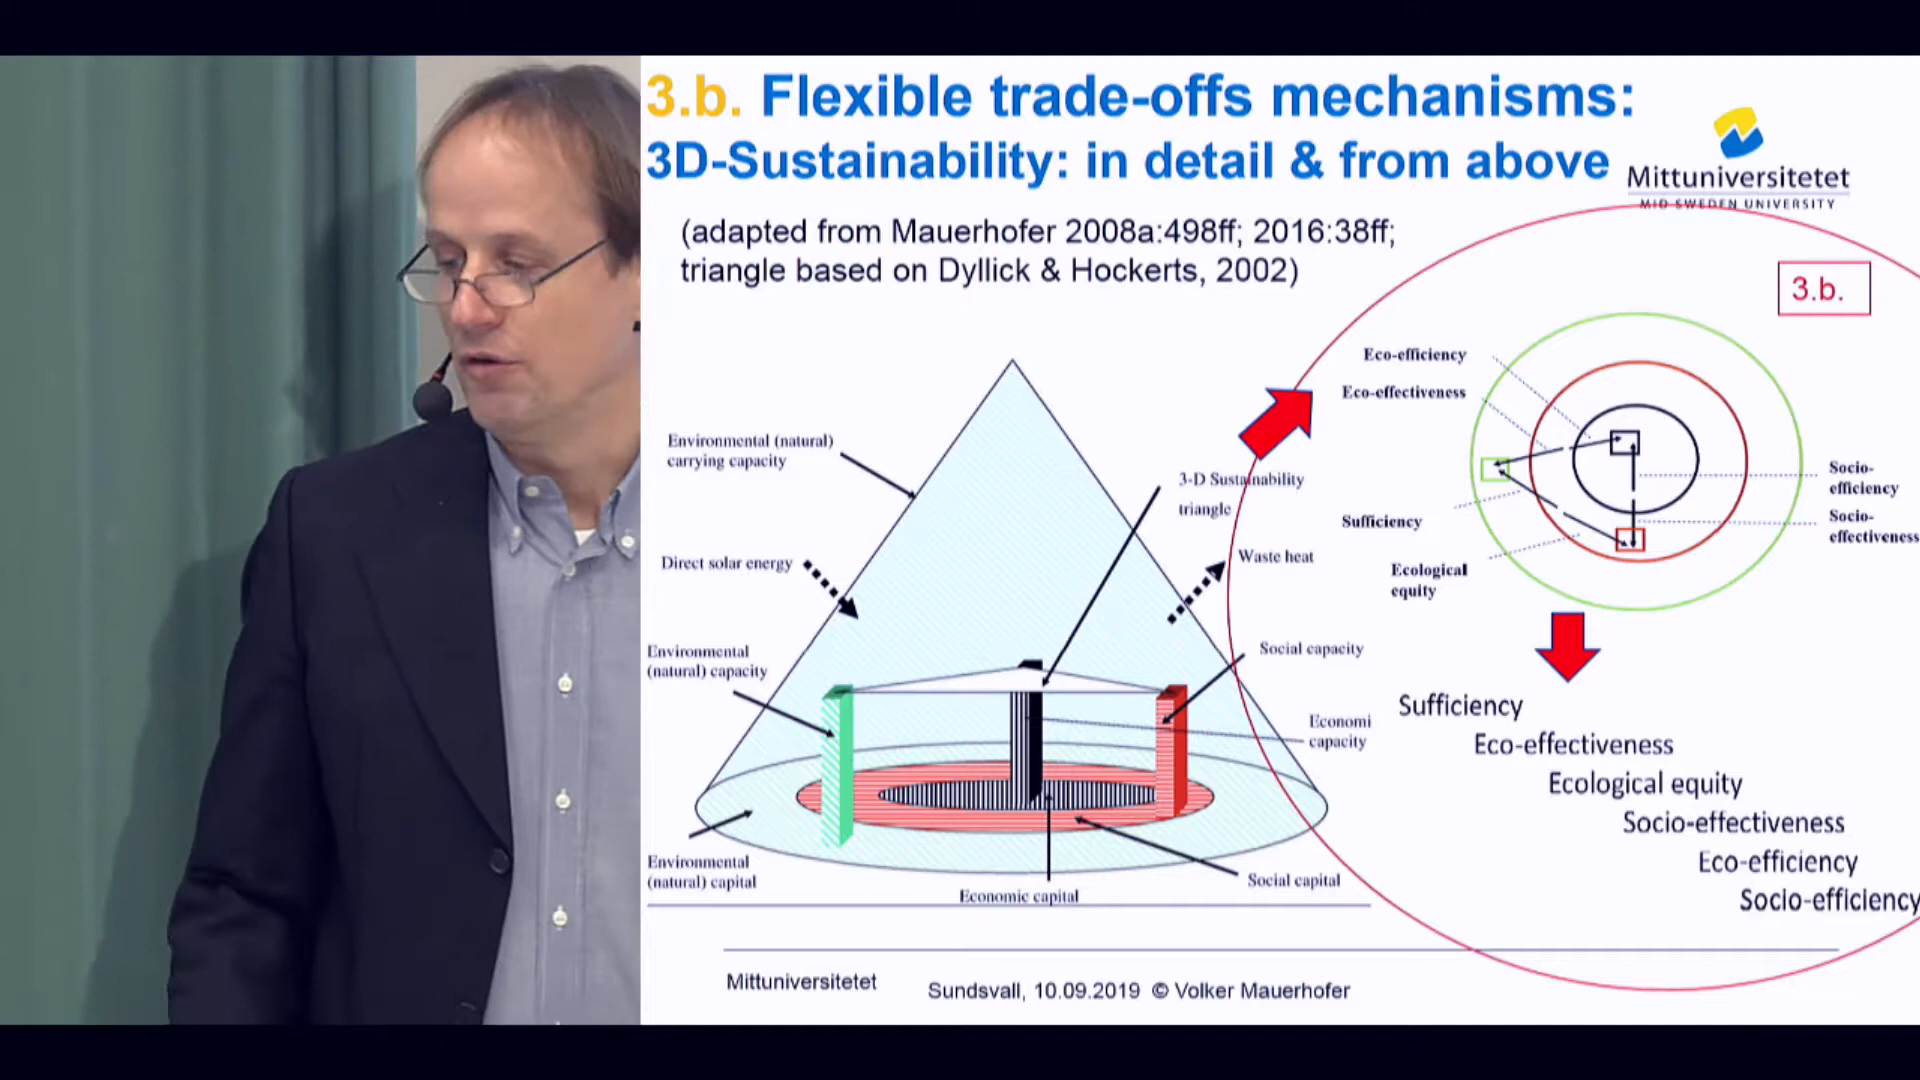 3.b. Flexible trade-offs mechanisms:
3D-Sustainability: in detail & from above
Mittuniversitetet
MID SWEDEN UNIVERSITY
(adapted from Mauerhofer 2008a:498ff; 2016:38ff;
triangle based on Dyllick & Hockerts, 2002)
3.b.
Environmental (natural)
carrying capacity
3-D Sustainability
triangle
Direct solar energy
Waste heat
Environmental
(natural) capacity
Social capacity
Economi
capacity
Environmental
(natural) capital
Economic capital
Social capital
Eco-efficiency
Eco-effectiveness
Socio-
efficiency
Socio-
effectiveness
Sufficiency
Ecological
equity
Sufficiency
Eco-effectiveness
Ecological equity
Socio-effectiveness
Eco-efficiency
Socio-efficiency
Mittuniversitetet
Sundsvall, 10.09.2019 © Volker Mauerhofer